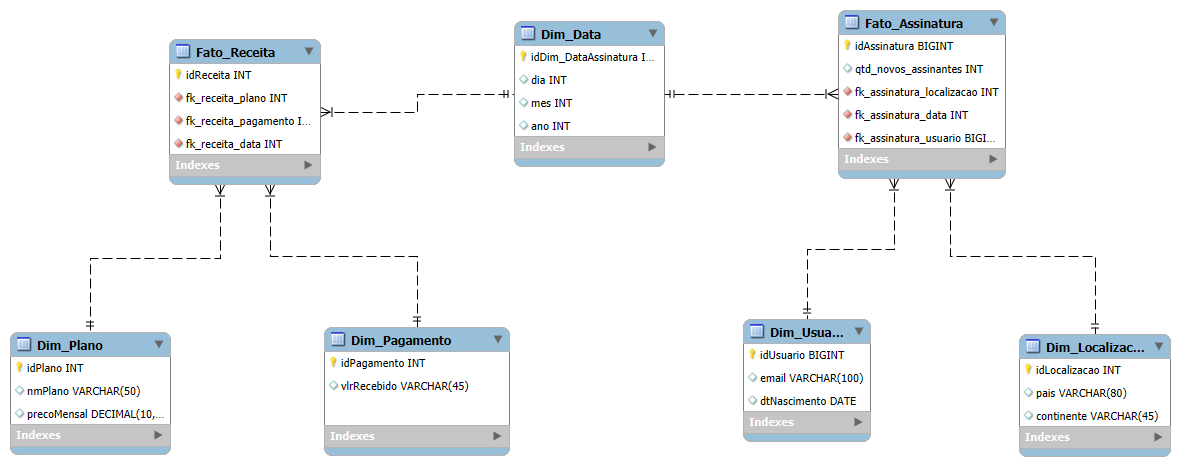 Fato_Receita
idReceita INT
fk_receita_plano INT
fk_receita_pagamento I...
fk_receita_data INT
Indexes
Dim_Data
idDim_DataAssinatura I...
dia INT
mes INT
ano INT
Indexes
Fato_Assinatura
idAssinatura BIGINT
qtd_novos_assinantes INT
fk_assinatura_localizacao INT
fk_assinatura_data INT
fk_assinatura_usuario BIGI...
Indexes
Dim_Plano
idPlano INT
nmPlano VARCHAR(50)
precoMensal DECIMAL(10,...
Indexes
Dim_Pagamento
idPagamento INT
vlrRecebido VARCHAR(45)
Indexes
Dim_Usua...
idUsuario BIGINT
email VARCHAR(100)
dtNascimento DATE
Indexes
Dim_Localizac...
idLocalizacao INT
pais VARCHAR(80)
continente VARCHAR(45)
Indexes